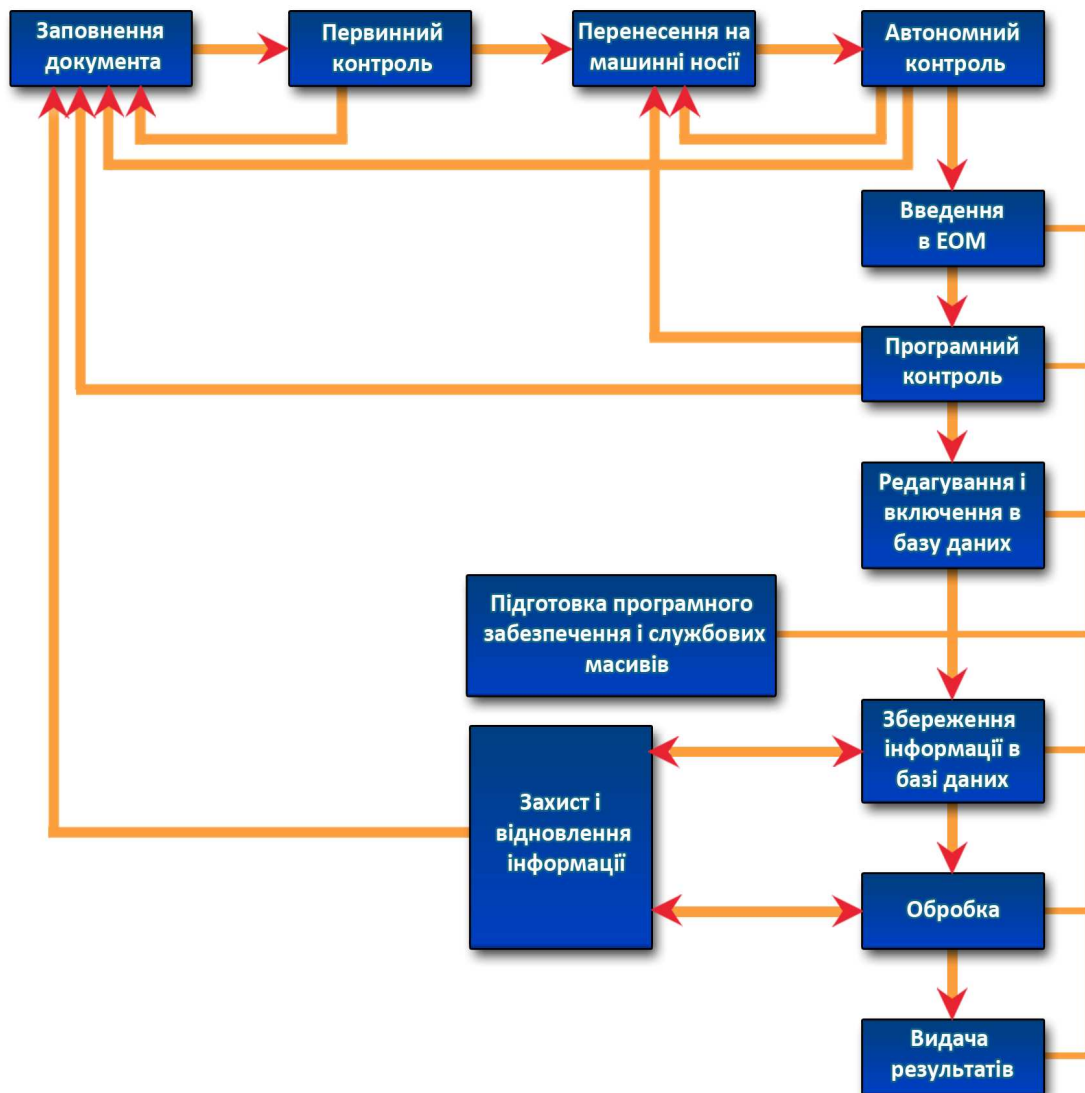 Заповнення
документа
Первинний
контроль
Перенесення на
машинні носії
Автономний
контроль
Введення
в ЕОМ
Програмний
контроль
Редагування і
включення в
базу даних
Підготовка програмного
забезпечення і службових
масивів
Збереження
інформації в
базі даних
Захист і
відновлення
інформації
Обробка
Видача
результатів